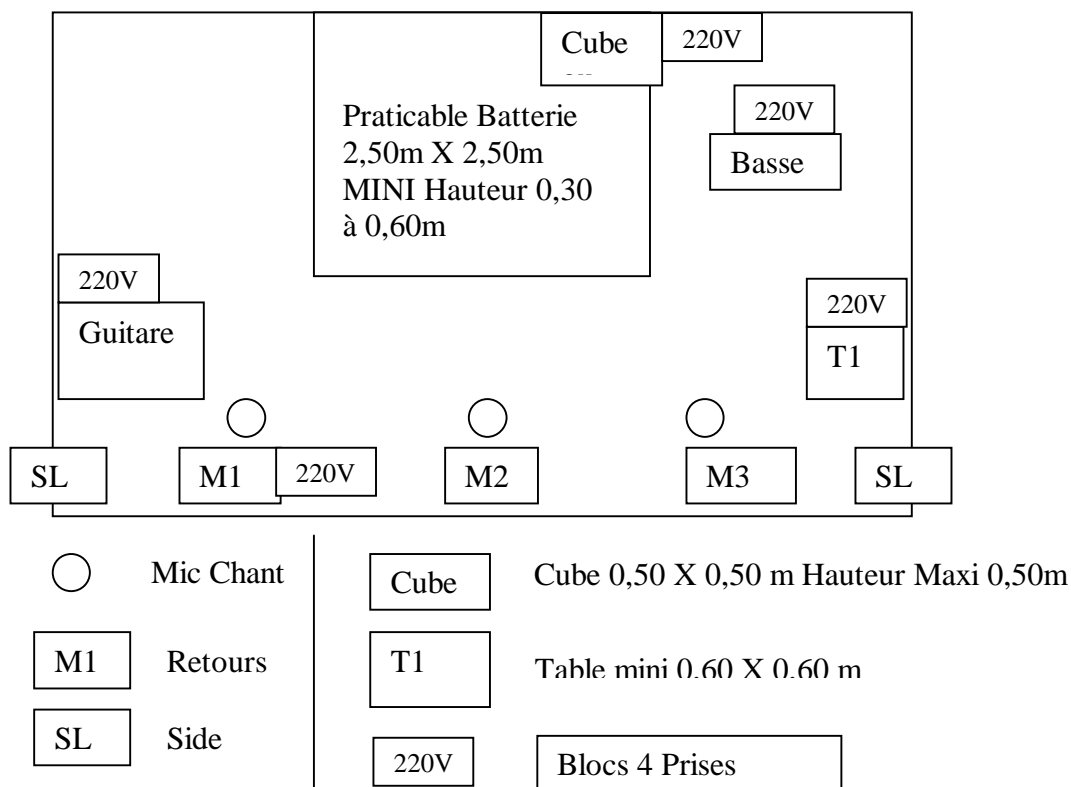 Cube
220V
Praticable Batterie
2,50m X 2,50m
MINI Hauteur 0,30
à 0,60m
220V
Basse
220V
Guitare
220V
T1
SL
M1
220V
M2
M3
SL
Mic Chant
Cube
Cube 0,50 X 0,50 m Hauteur Maxi 0,50m
M1
Retours
T1
Table mini 0.60 X 0.60 m
SL
Side
220V
Blocs 4 Prises